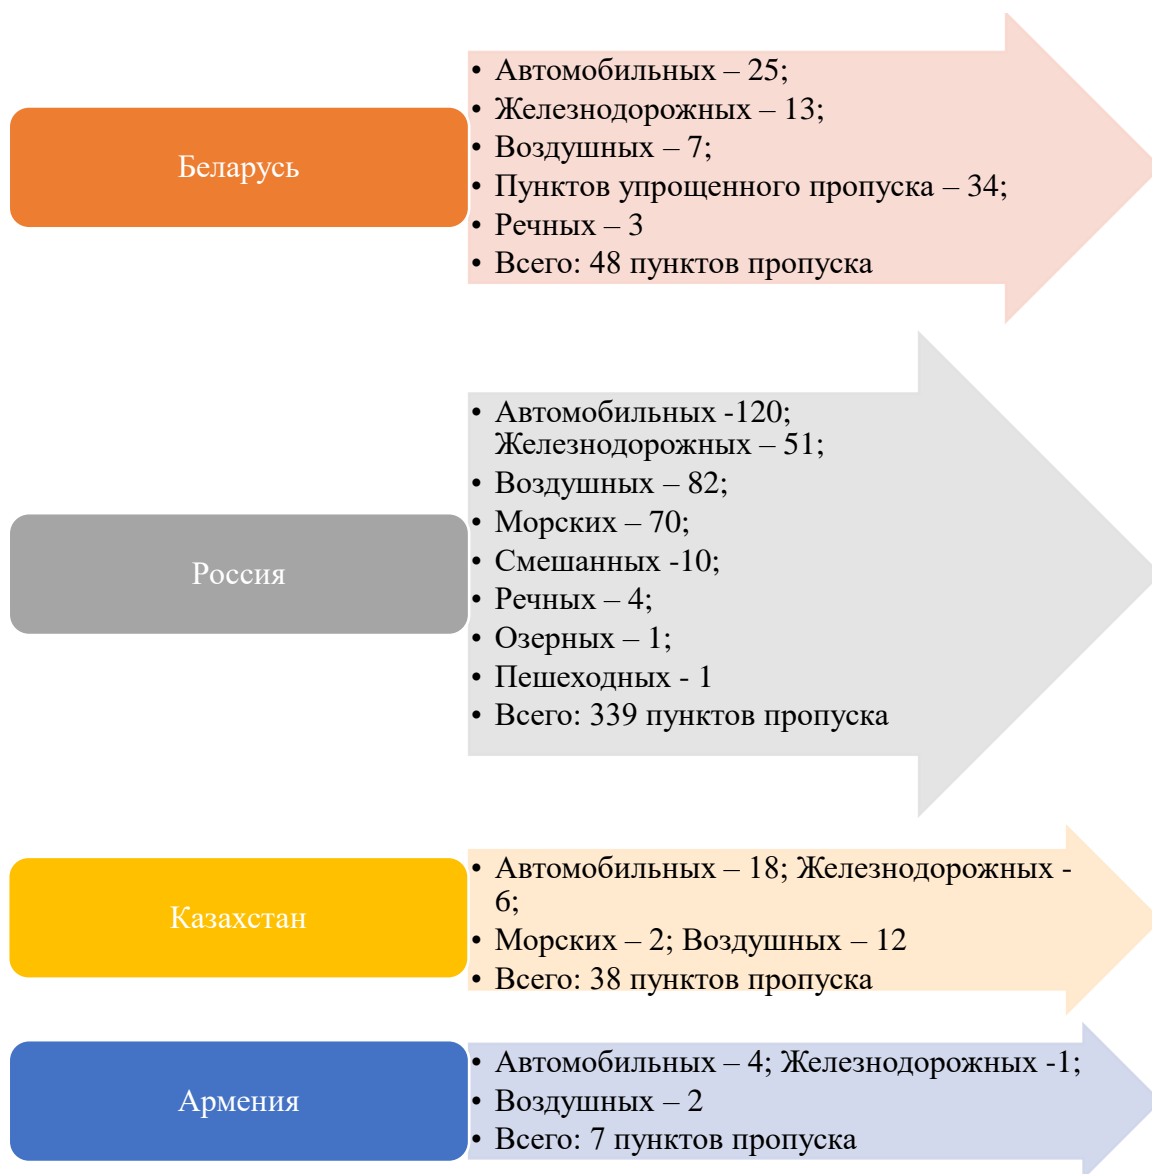 Беларусь
• Автомобильных – 25;
• Железнодорожных – 13;
• Воздушных – 7;
• Пунктов упрощенного пропуска – 34;
• Речных – 3
• Всего: 48 пунктов пропуска
Россия
• Автомобильных -120;
Железнодорожных – 51;
• Воздушных – 82;
• Морских – 70;
• Смешанных -10;
• Речных – 4;
• Озерных – 1;
• Пешеходных - 1
• Всего: 339 пунктов пропуска
Казахстан
• Автомобильных – 18; Железнодорожных -
6;
• Морских – 2; Воздушных – 12
• Всего: 38 пунктов пропуска
Армения
• Автомобильных – 4; Железнодорожных -1;
• Воздушных – 2
• Всего: 7 пунктов пропуска